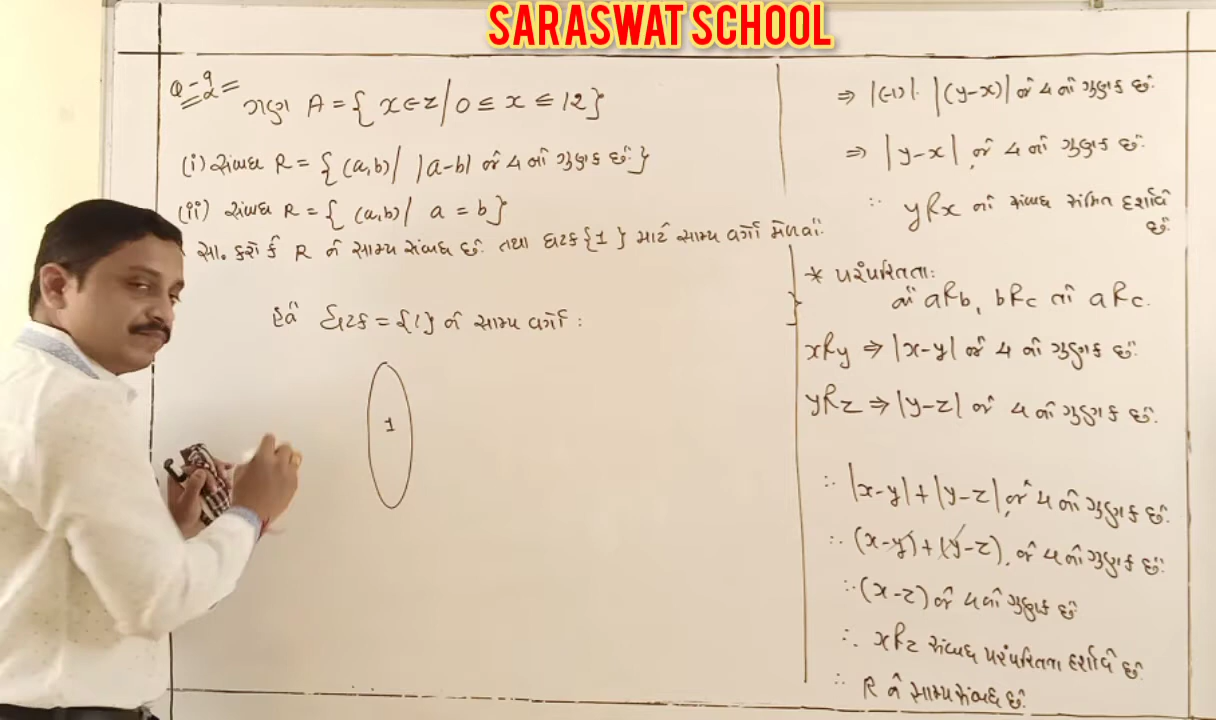 SARASWAT SCHOOL
Q-9
ગણ A = { x ∈ z / 0 ≤ x ≤ 12 }
(i) સંબંધ R = { (a,b) / |a-b| એ 4 નો ગુણક છે. }
(ii) સંબંધ R = { (a,b) / a = b }
સા. કરો કે R એ સામ્ય સંબંધ છે. તથા ઘટક {1} માટે સામ્ય વર્ગો મેળવો.
હવે ઘટક = {1} ને સામ્ય વર્ગો :
1
⇒ |(-1)|. |(y-x)| એ 4 નો ગુણક છે.
⇒ |y-x|, એ 4 નો ગુણક છે.
∵ yRx નો સંબંધ સંમિત દર્શાવે છે.
* પરંપરિતતા:
જો aRb, bRc તો aRc.
xRy ⇒ |x-y| એ 4 નો ગુણક છે.
yRz ⇒ |y-z| એ 4 નો ગુણક છે.
∴ |x-y| + |y-z|, એ 4 નો ગુણક છે.
∴ (x-y) + (y-z), એ 4 નો ગુણક છે.
∴ (x-z) એ 4 નો ગુણક છે
∴ xRz સંબંધ પરંપરિતતા દર્શાવે છે.
∴ R એ સામ્ય સંબંધ છે.